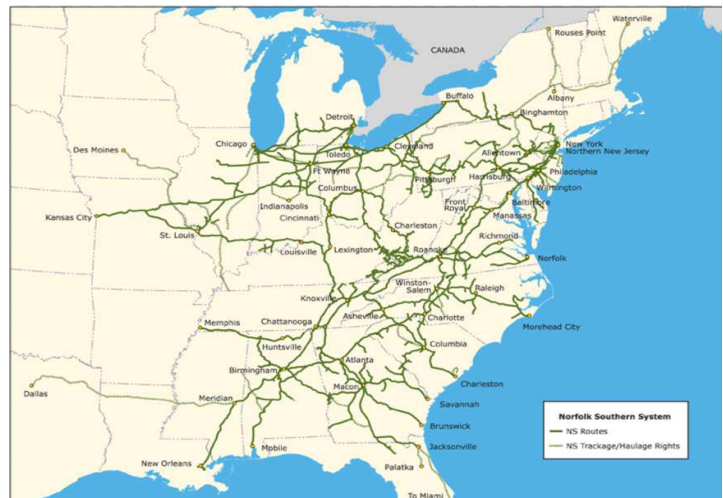 Waterville
Rouses Point
CANADA
Buffalo
Albany
Binghamton
Detroit
Chicago
Toledo
Cleveland
New York
Northern New Jersey
Allentown
Des Moines
Ft Wayne
Pittsburgh
Harrisburg
Philadelphia
Columbus
Wilmington
Indianapolis
Front
Royal
Baltimore
Kansas City
Cincinnati
Manassas
St. Louis
Charleston
Richmond
Louisville
Lexington
Roanoke
Norfolk
Winston-
Salem
Knoxville
Raleigh
Asheville
Memphis
Chattanooga
Charlotte
Morehead City
Huntsville
Columbia
Atlanta
Birmingham
Charleston
Dallas
Macon
Meridian
Savannah
Norfolk Southern System
Brunswick
NS Routes
Jacksonville
NS Trackage/Haulage Rights
Mobile
New Orleans
Palatka
To Miami